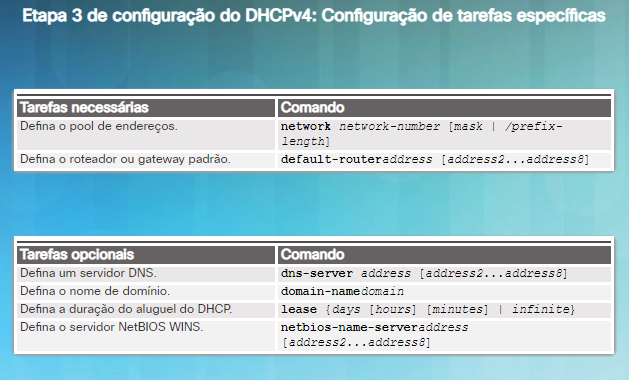 Etapa 3 de configuração do DHCPv4: Configuração de tarefas específicas
Tarefas necessárias Comando
Defina o pool de endereços. network network-number [mask | /prefix-
length]
Defina o roteador ou gateway padrão. default-routeraddress [address2...address8]
Tarefas opcionais Comando
Defina um servidor DNS. dns-server address [address2...address8]
Defina o nome de domínio. domain-namedomain
Defina a duração do aluguel do DHCP. lease {days [hours] [minutes] | infinite}
Defina o servidor NetBIOS WINS. netbios-name-serveraddress
[address2...address8]